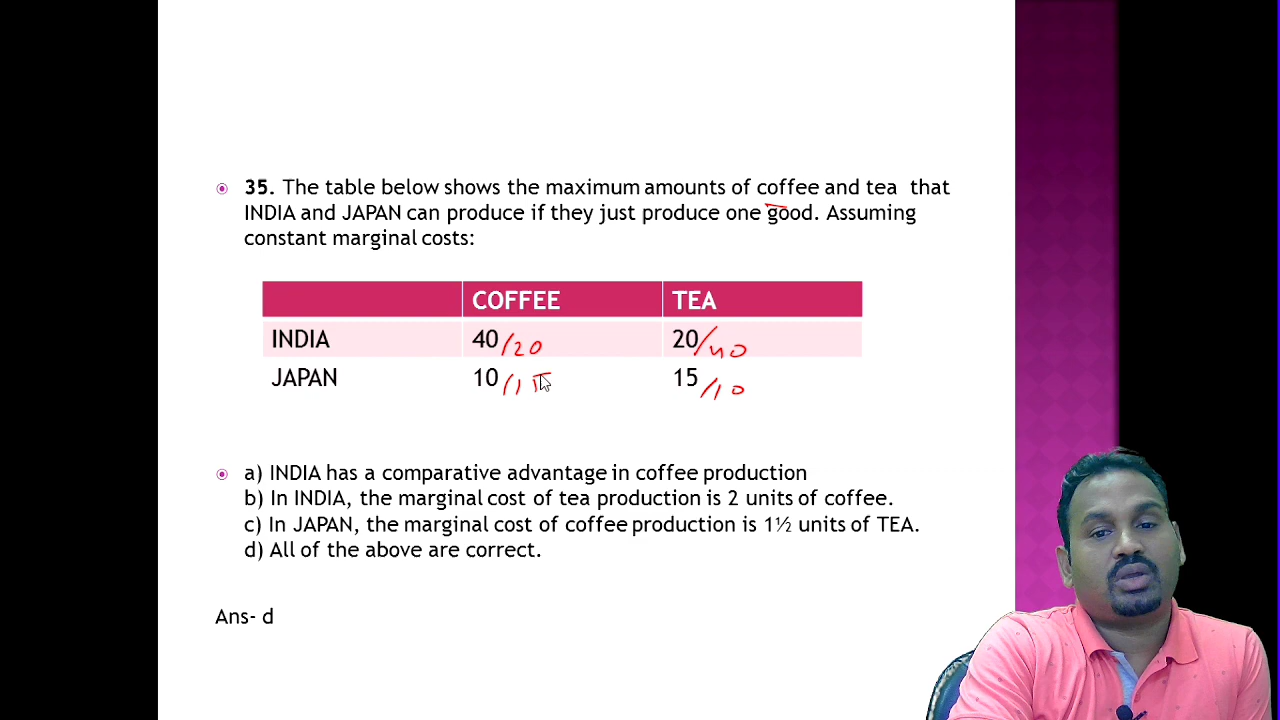 35. The table below shows the maximum amounts of coffee and tea that
INDIA and JAPAN can produce if they just produce one good. Assuming
constant marginal costs:
COFFEE TEA
INDIA 40/20 20/40
JAPAN 10/15 15/10
a) INDIA has a comparative advantage in coffee production
b) In INDIA, the marginal cost of tea production is 2 units of coffee.
c) In JAPAN, the marginal cost of coffee production is 1½ units of TEA.
d) All of the above are correct.
Ans- d